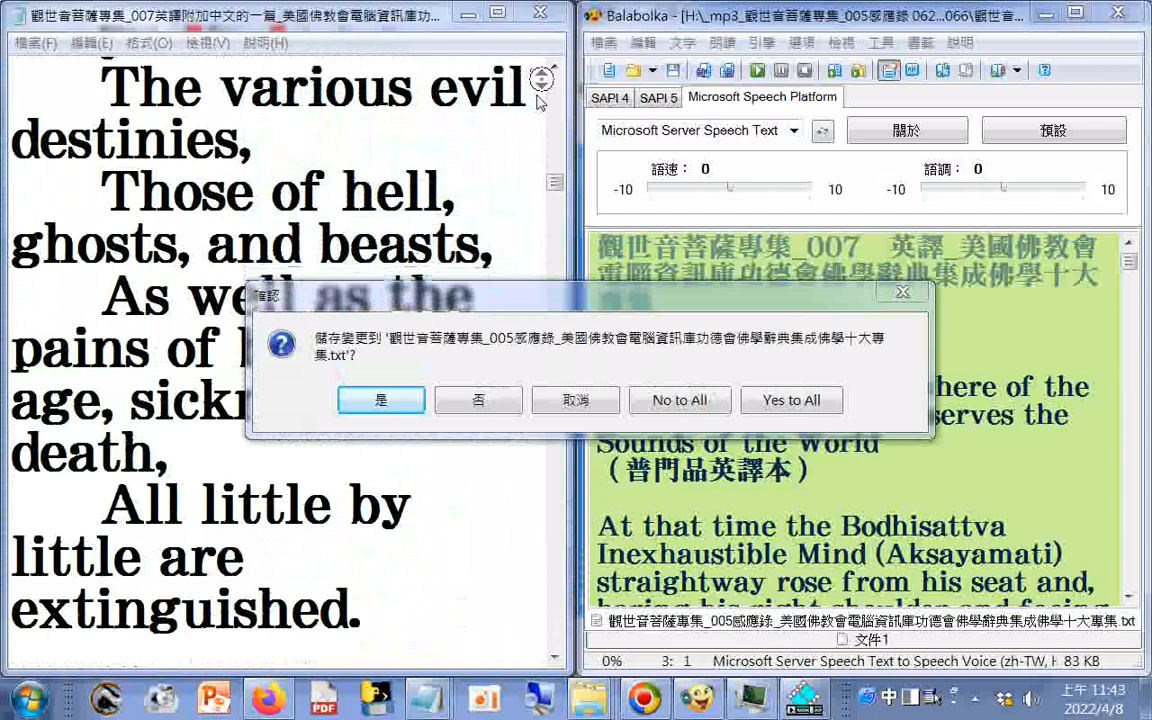 觀世音菩薩專集_007英譯附加中文的一篇_美國佛教會電腦資訊庫功...
檔案(F) 編輯(E) 格式(O) 檢視(V) 說明(H)
The various evil
destinies,
Those of hell,
ghosts, and beasts,
As well as the
pains of
age, sick
death,
All little by
little are
extinguished.
Balabolka - [H:\_mp3_觀世音菩薩專集_005感應錄 062...066\觀世音...
檔案 編輯 文字 朗讀 引擎 選項 檢視 工具 書籤 說明
SAPI 4 SAPI 5 Microsoft Speech Platform
Microsoft Server Speech Text
關於
預設
語速： 0
語調： 0
-10 10 -10 10
觀世音菩薩專集_007 英譯_美國佛教會
電腦資訊庫功德會佛學辭典集成佛學十大
確認
儲存變更到 '觀世音菩薩專集_005感應錄_美國佛教會電腦資訊庫功德會佛學辭典集成佛學十大專
集.txt'?
是 否 取消 No to All Yes to All
here of the
serves the
Sounds of the World
（普門品英譯本）
At that time the Bodhisattva
Inexhaustible Mind (Aksayamati)
straightway rose from his seat and,
baring his right shoulder and facing
觀世音菩薩專集_005感應錄_美國佛教會電腦資訊庫功德會佛學辭典集成佛學十大專集.txt
文件1
0% 3: 1 Microsoft Server Speech Text to Speech Voice (zh-TW, H 83 KB
中
上午 11:43
2022/4/8